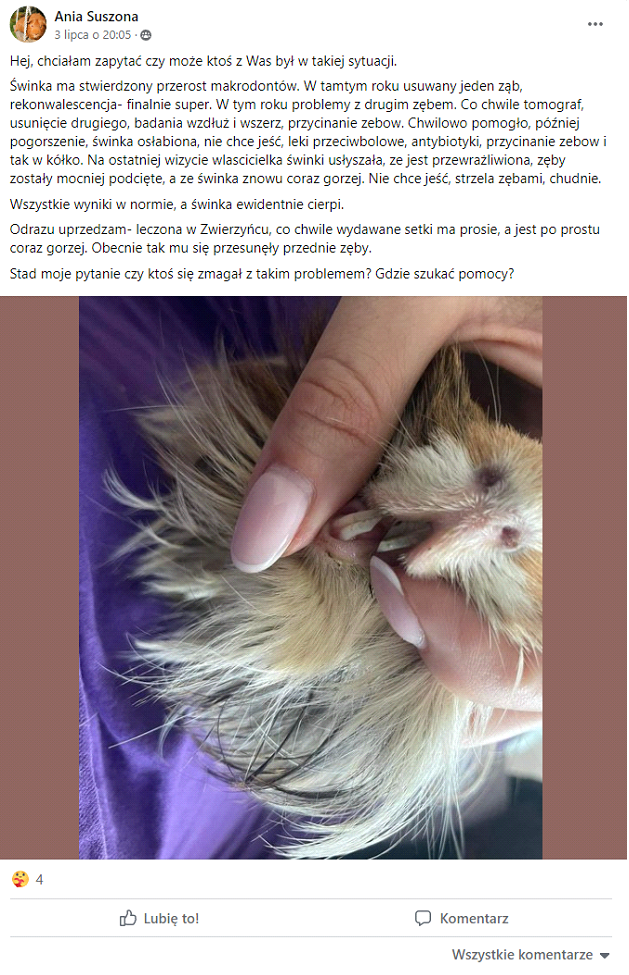 Ania Suszona
3 lipca o 20:05 ·
Hej, chciałam zapytać czy może ktoś z Was był w takiej sytuacji.
Świnka ma stwierdzony przerost makrodontów. W tamtym roku usuwany jeden ząb,
rekonwalescencja- finalnie super. W tym roku problemy z drugim zębem. Co chwile tomograf,
usunięcie drugiego, badania wzdłuż i wszerz, przycinanie zebow. Chwilowo pomogło, później
pogorszenie, świnka osłabiona, nie chce jeść, leki przeciwbolowe, antybiotyki, przycinanie zebow i
tak w kółko. Na ostatniej wizycie wlascicielka świnki usłyszała, ze jest przewrażliwiona, zęby
zostały mocniej podcięte, a ze świnka znowu coraz gorzej. Nie chce jeść, strzela zębami, chudnie.
Wszystkie wyniki w normie, a świnka ewidentnie cierpi.
Odrazu uprzedzam- leczona w Zwierzyńcu, co chwile wydawane setki ma prosie, a jest po prostu
coraz gorzej. Obecnie tak mu się przesunęły przednie zęby.
Stad moje pytanie czy ktoś się zmagał z takim problemem? Gdzie szukać pomocy?
4
Lubię to!
Komentarz
Wszystkie komentarze